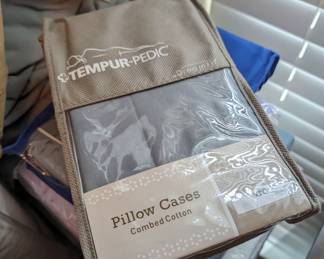 TEMPUR-PEDIC
Pillow Cases
Combed Cotton